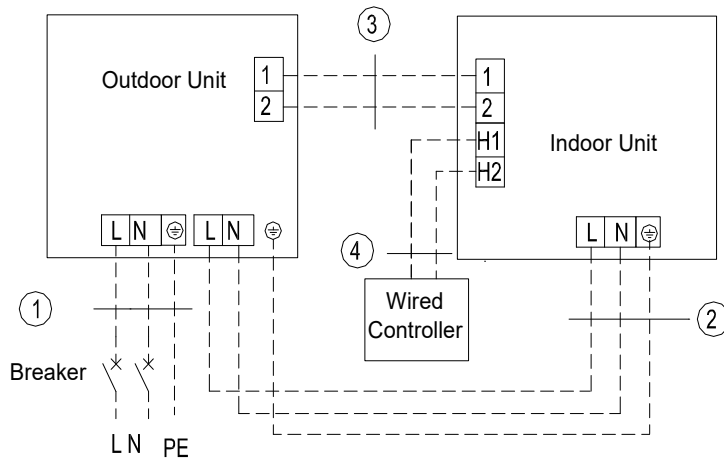 3
Outdoor Unit
1
2
1
2
H1
H2
Indoor Unit
L N
L N
L N
4
1
Wired
Controller
2
Breaker
L N PE